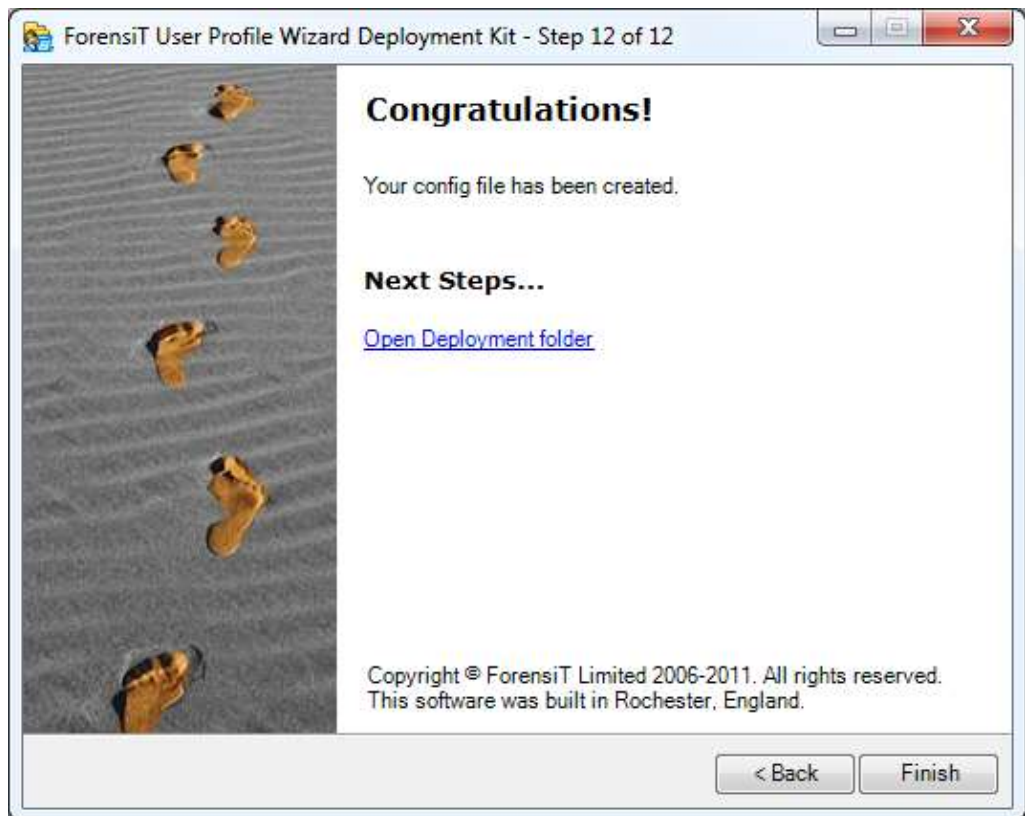 ForensiT User Profile Wizard Deployment Kit - Step 12 of 12
Congratulations!
Your config file has been created.
Next Steps...
Open Deployment folder
Copyright © ForensiT Limited 2006-2011. All rights reserved.
This software was built in Rochester, England.
< Back
Finish